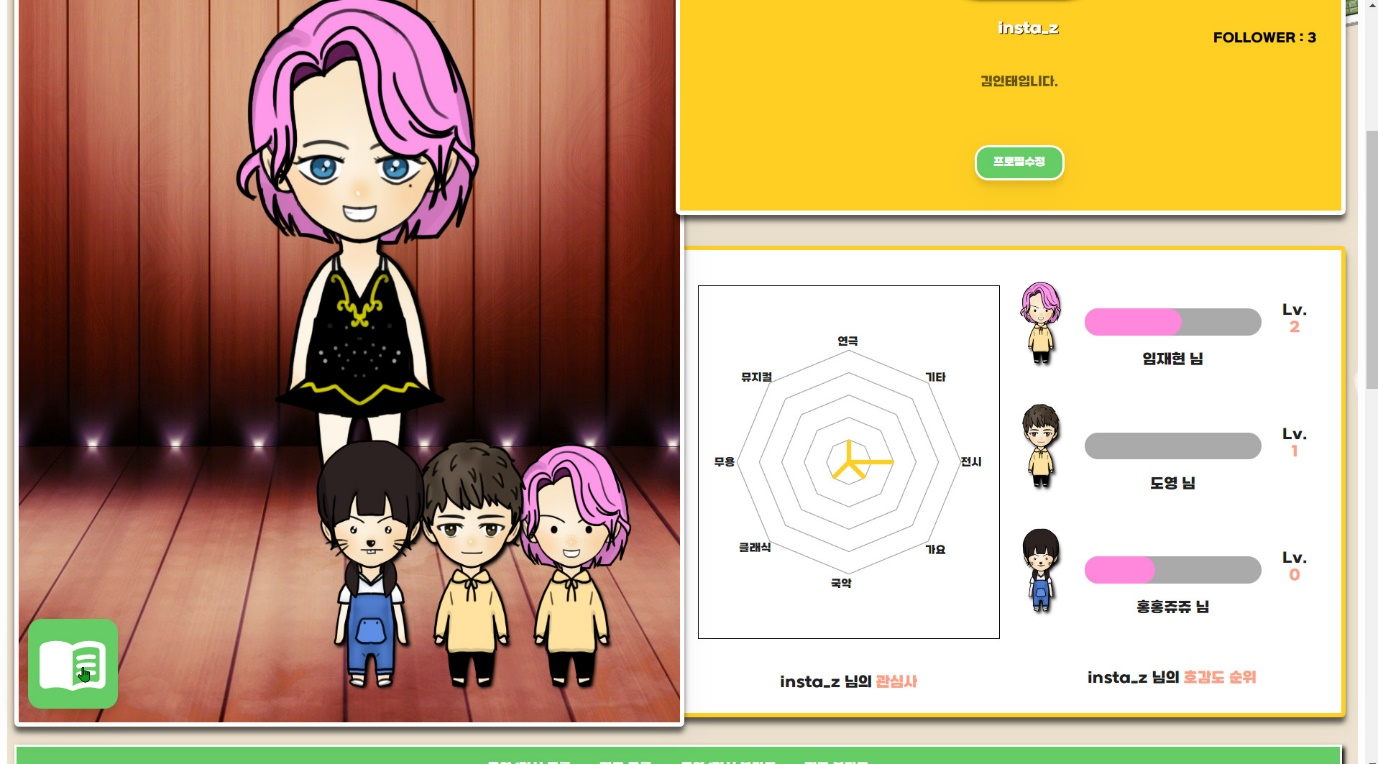 insta_z
FOLLOWER : 3
김인태입니다.
프로필수정
연극
뮤지컬
기타
무용
전시
클래식
가요
국악
insta_z 님의 관심사
Lv.
2
임재현 님
Lv.
1
도영 님
Lv.
0
홍홍쥬쥬 님
insta_z 님의 호감도 순위